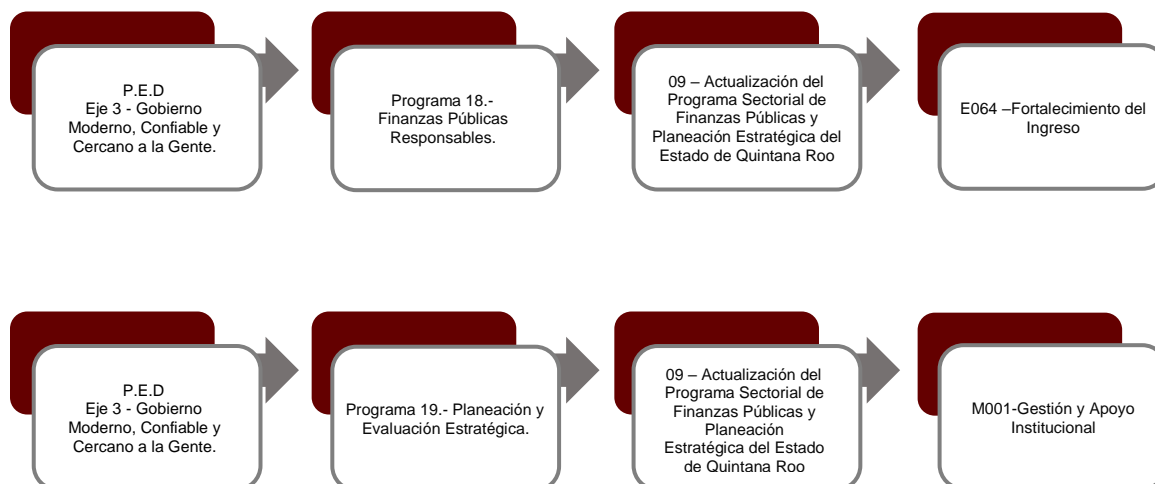 P.E.D
Eje 3 - Gobierno
Moderno, Confiable y
Cercano a la Gente.
Programa 18.-
Finanzas Públicas
Responsables.
09 – Actualización del
Programa Sectorial de
Finanzas Públicas y
Planeación Estratégica del
Estado de Quintana Roo
E064 –Fortalecimiento del
Ingreso
P.E.D
Eje 3 - Gobierno
Moderno, Confiable y
Cercano a la Gente.
Programa 19.- Planeación y
Evaluación Estratégica.
09 – Actualización del
Programa Sectorial de
Finanzas Públicas y
Planeación
Estratégica del Estado
de Quintana Roo
M001-Gestión y Apoyo
Institucional